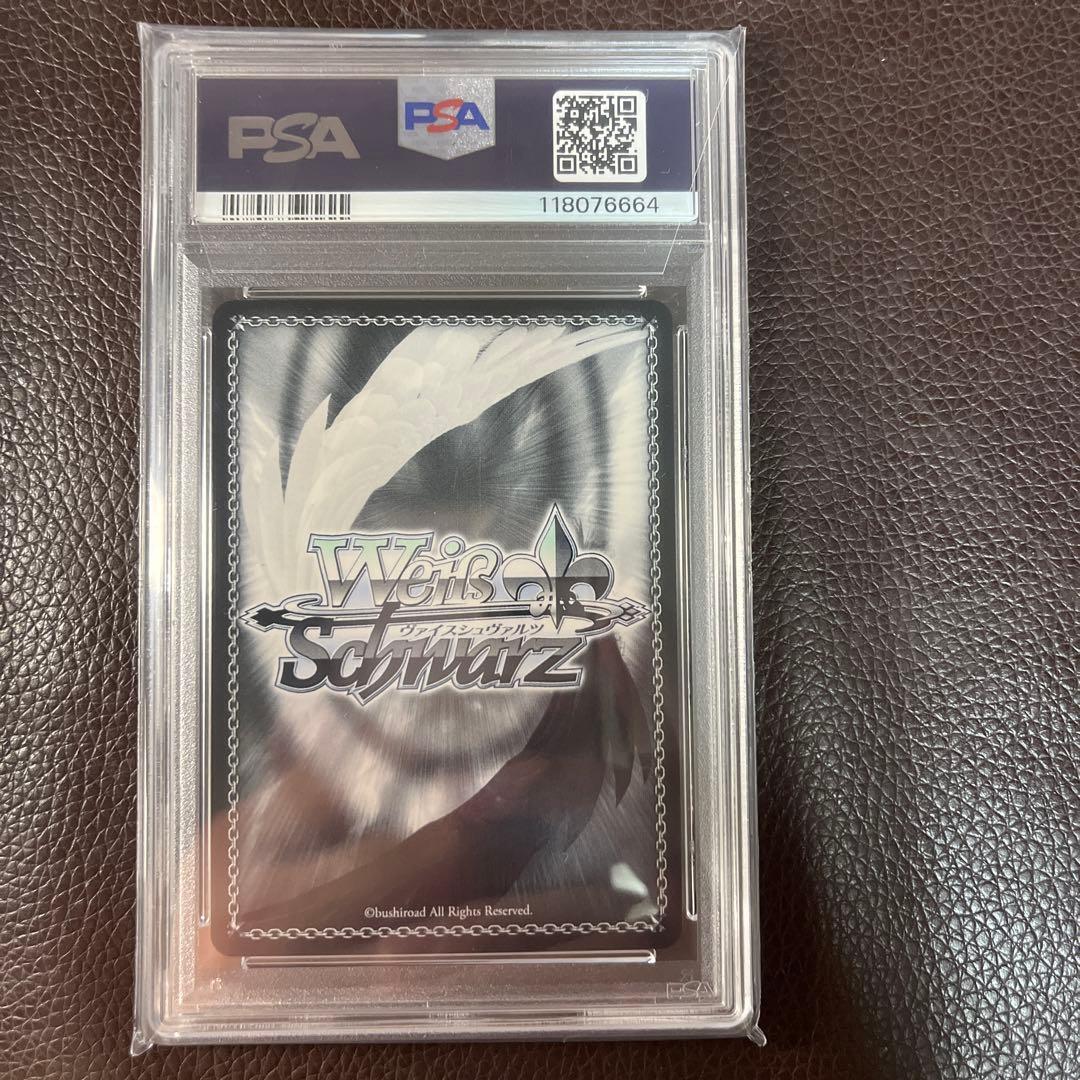 PSA
PSA
118076664
Weiß
ヴァイスシュヴァルツ
Schwarz
©bushiroad All Rights Reserved.
PSA